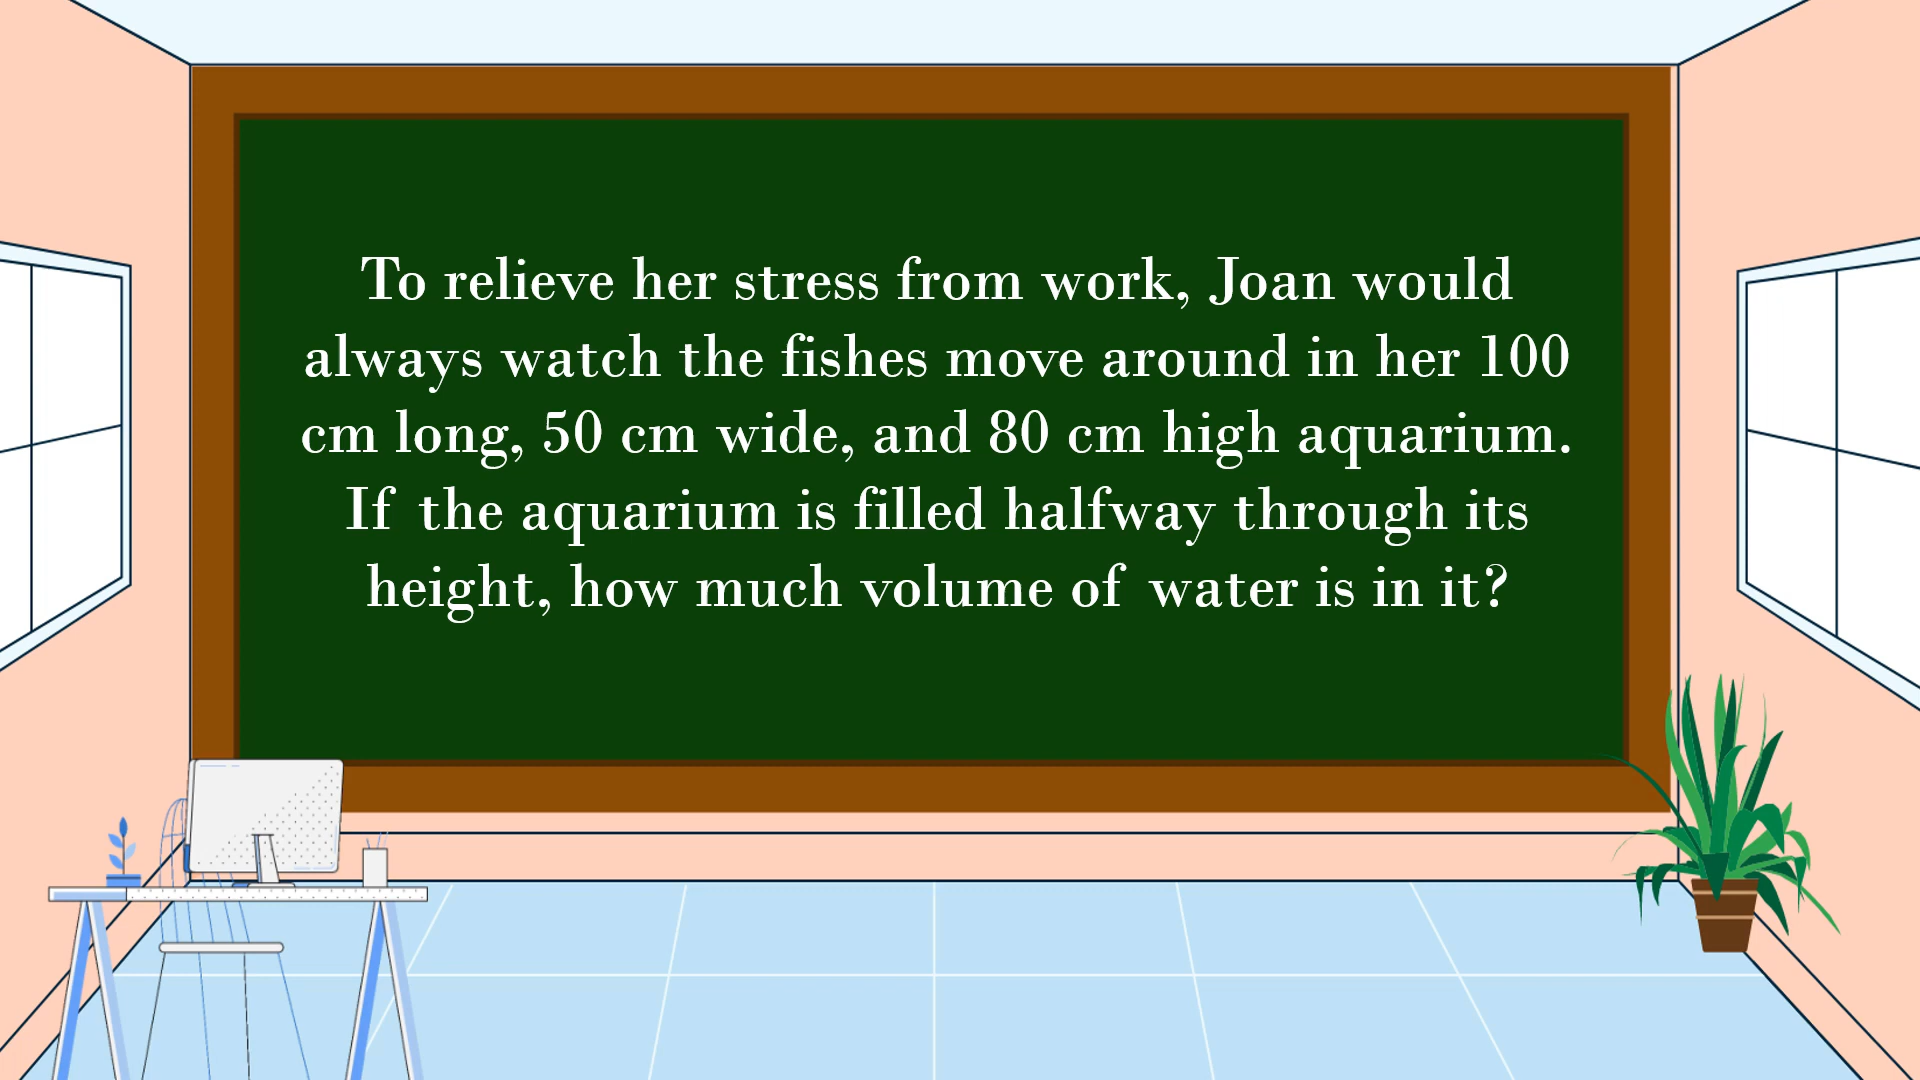 To relieve her stress from work, Joan would
always watch the fishes move around in her 100
cm long, 50 cm wide, and 80 cm high aquarium.
If the aquarium is filled halfway through its
height, how much volume of water is in it?